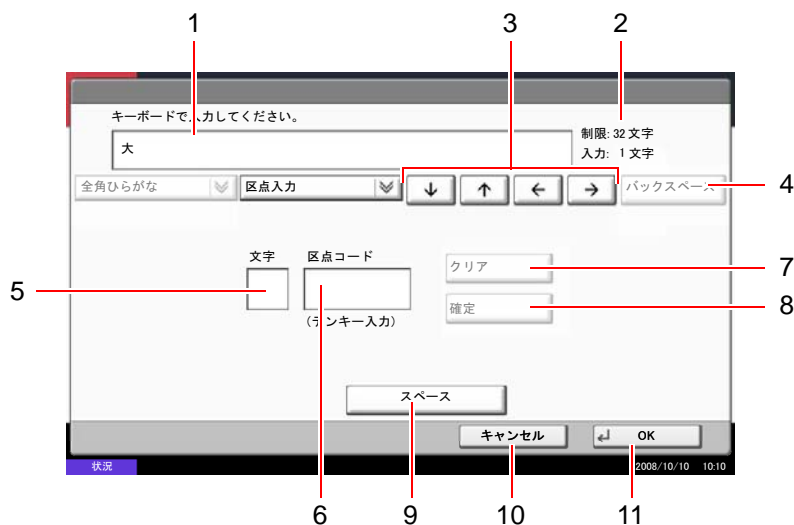 1
3
2
キーボードで入力してください。
大
制限: 32 文字
入力: 1 文字
全角ひらがな
区点入力
↓ ↑ ← →
バックスペース
4
文字
区点コード
クリア
7
5
確定
8
(テンキー入力)
スペース
キャンセル
OK
状況
2008/10/10 10:10
6
9
10
11